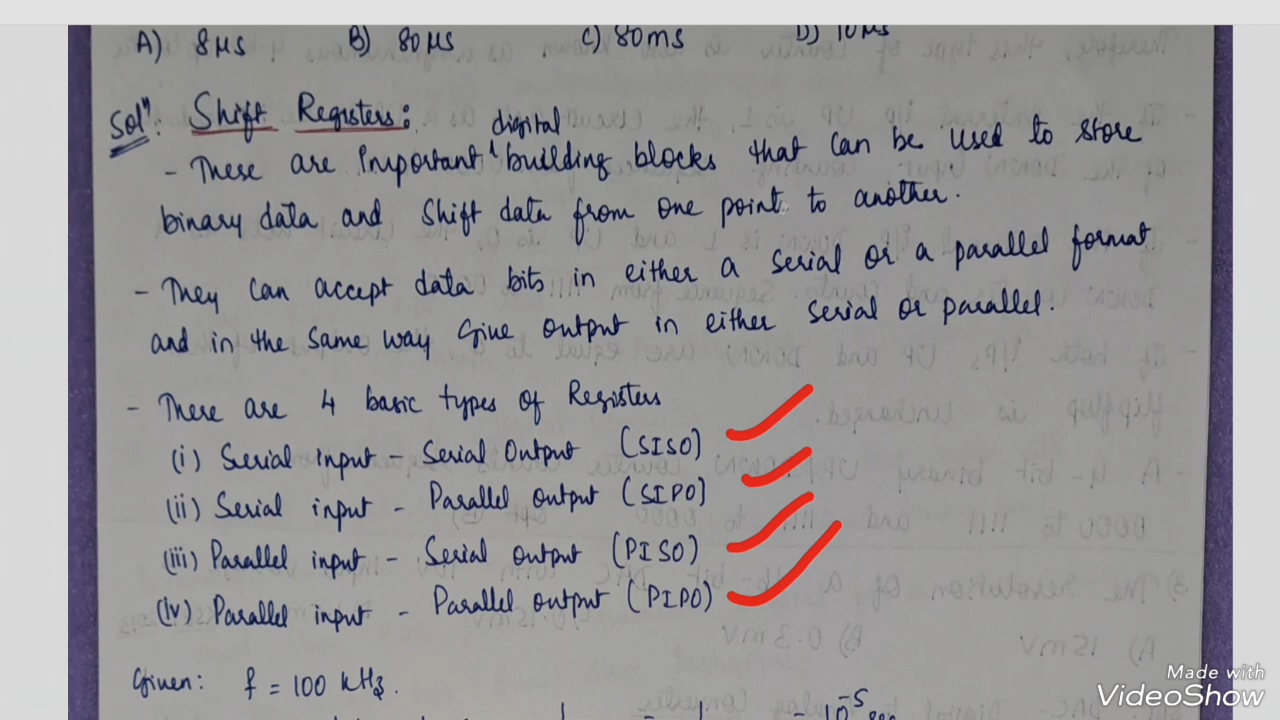 A) 8μs B) 80μs C) 80ms D) 10μs
Solⁿ: Shift Registers:
- These are important digital building blocks that can be used to store
binary data and shift data from one point to another.
- They can accept data bits in either a serial or a parallel format
and in the same way give output in either serial or parallel.
- There are 4 basic types of Registers
(i) Serial input - Serial Output (SISO)
(ii) Serial input - Parallel output (SIPO)
(iii) Parallel input - Serial output (PISO)
(iv) Parallel input - Parallel output (PIPO)
Given: f = 100 kHz.
= 10⁻⁵ sec
Made with
VideoShow